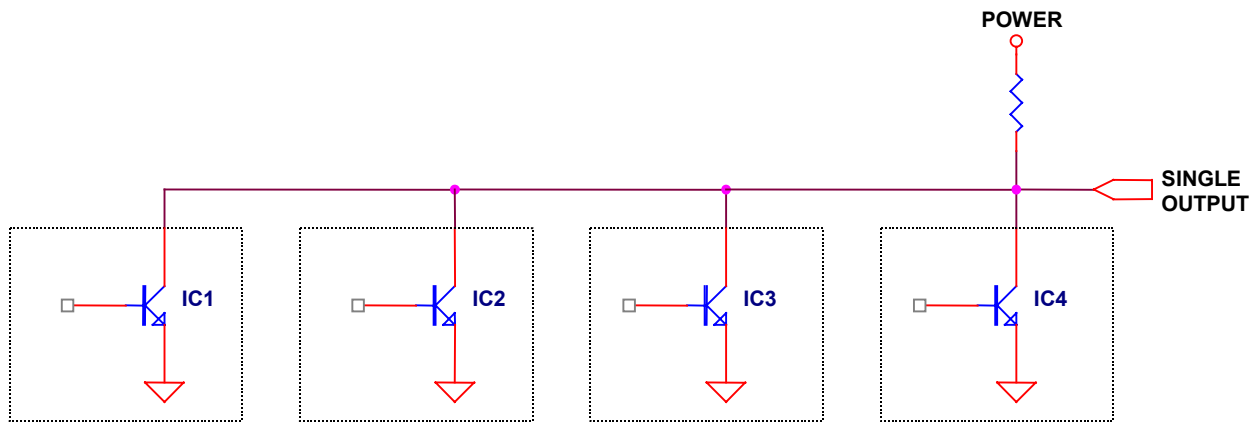 POWER
SINGLE
OUTPUT
IC1
IC2
IC3
IC4